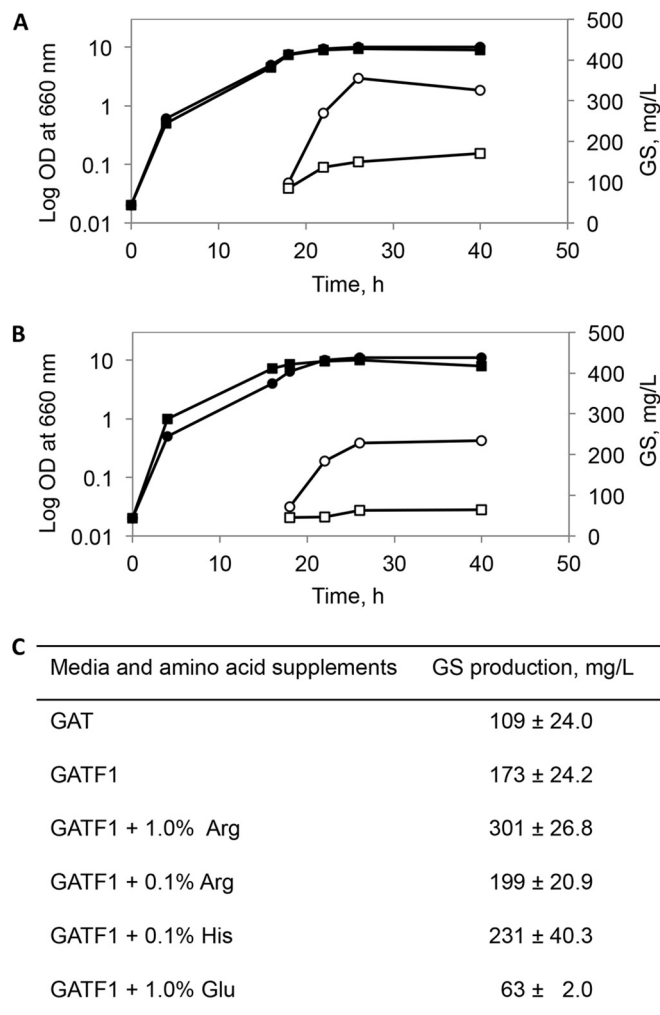 A
Log OD at 660 nm
10
1
0.1
0.01
500
400
300
200
100
0
GS, mg/L
0 10 20 30 40 50
Time, h
B
Log OD at 660 nm
10
1
0.1
0.01
500
400
300
200
100
0
GS, mg/L
0 10 20 30 40 50
Time, h
C
Media and amino acid supplements GS production, mg/L
GAT 109 ± 24.0
GATF1 173 ± 24.2
GATF1 + 1.0% Arg 301 ± 26.8
GATF1 + 0.1% Arg 199 ± 20.9
GATF1 + 0.1% His 231 ± 40.3
GATF1 + 1.0% Glu 63 ± 2.0